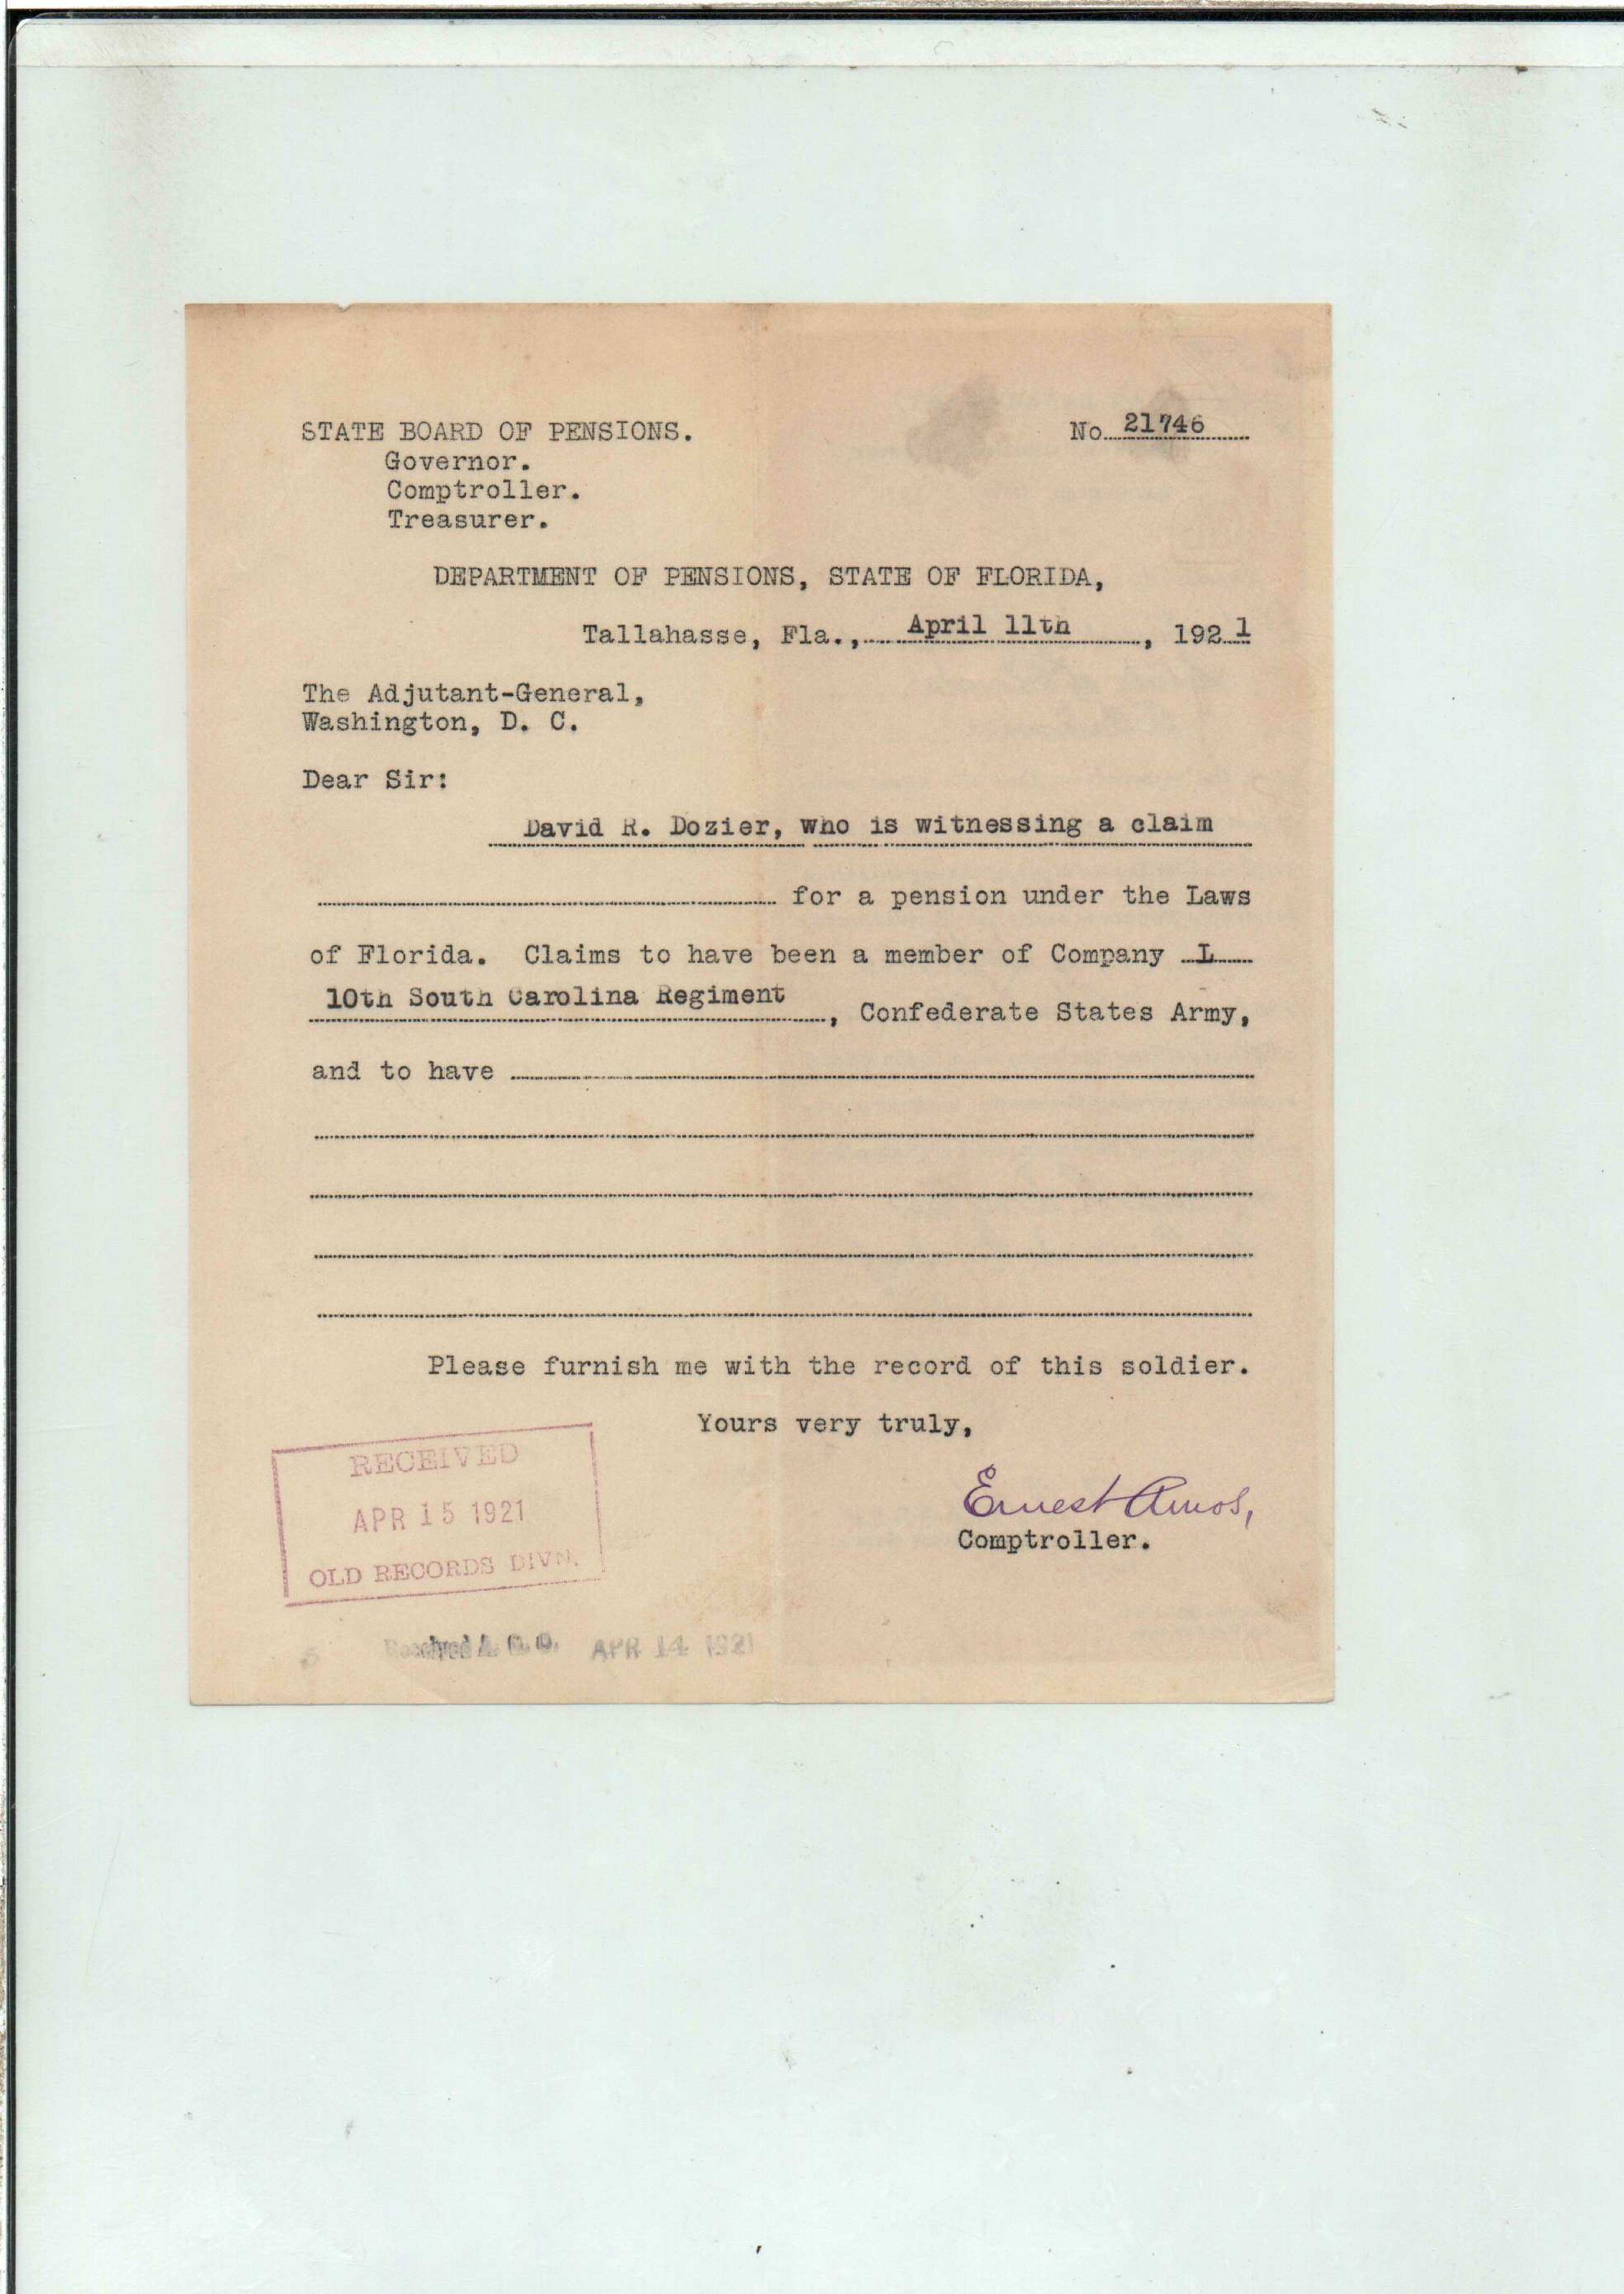 STATE BOARD OF PENSIONS.
No. 21746
Governor.
Comptroller.
Treasurer.
DEPARTMENT OF PENSIONS, STATE OF FLORIDA,
Tallahasse, Fla., April 11th, 1921
The Adjutant-General,
Washington, D. C.
Dear Sir:
David R. Dozier, who is witnessing a claim
for a pension under the Laws
of Florida. Claims to have been a member of Company L
10th South Carolina Regiment, Confederate States Army,
and to have
Please furnish me with the record of this soldier.
Yours very truly,
Ernest Amos,
Comptroller.
RECEIVED
APR 15 1921
OLD RECORDS DIVN.
Received A. G. O. APR 14 1921